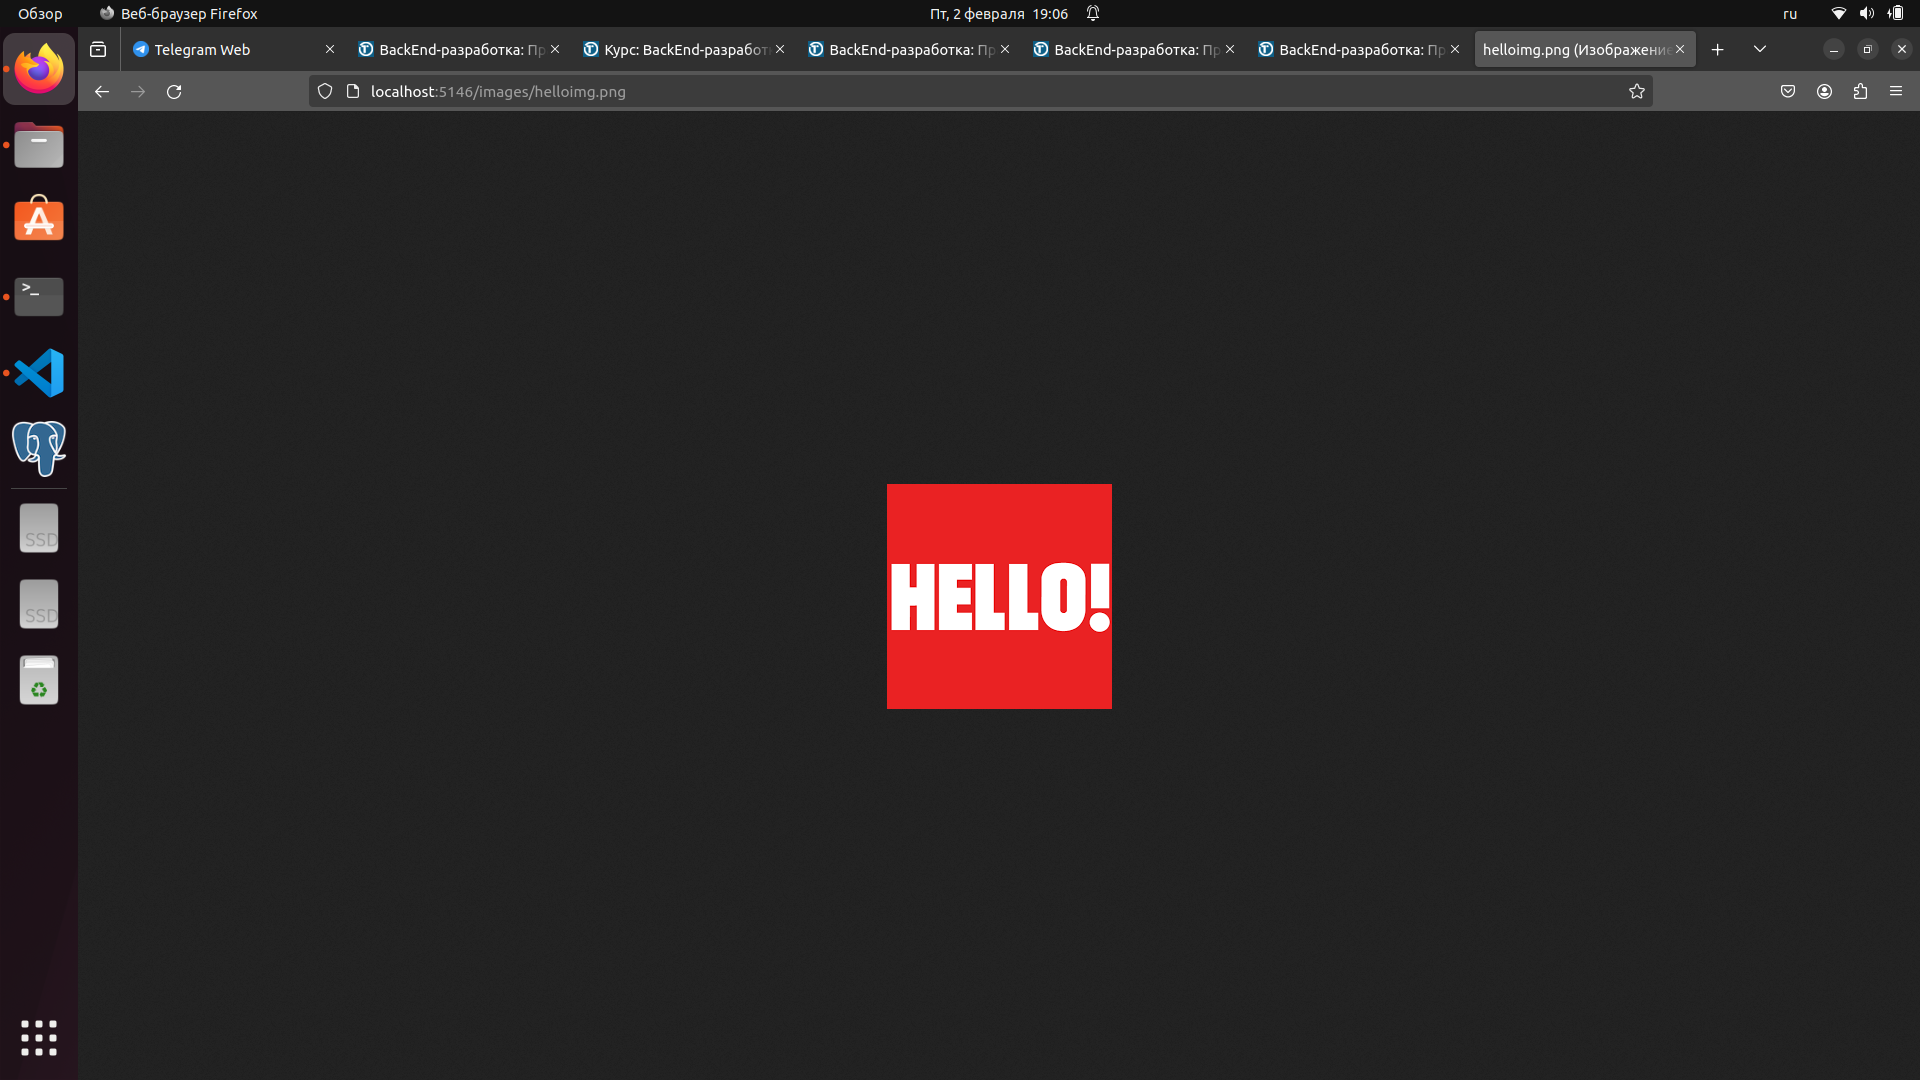 Обзор
Веб-браузер Firefox
Пт, 2 февраля 19:06
ru
Telegram Web
BackEnd-разработка: Пр
Курс: BackEnd-разработ
BackEnd-разработка: Пр
BackEnd-разработка: Пр
BackEnd-разработка: Пр
helloimg.png (Изображение
localhost:5146/images/helloimg.png
>_
SSD
SSD
HELLO!